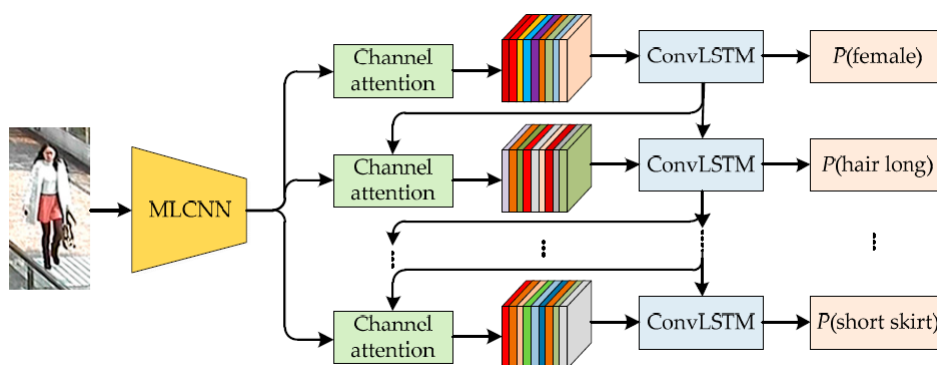 Channel
attention
ConvLSTM
P(female)
MLCNN
Channel
attention
ConvLSTM
P(hair long)
Channel
attention
ConvLSTM
P(short skirt)